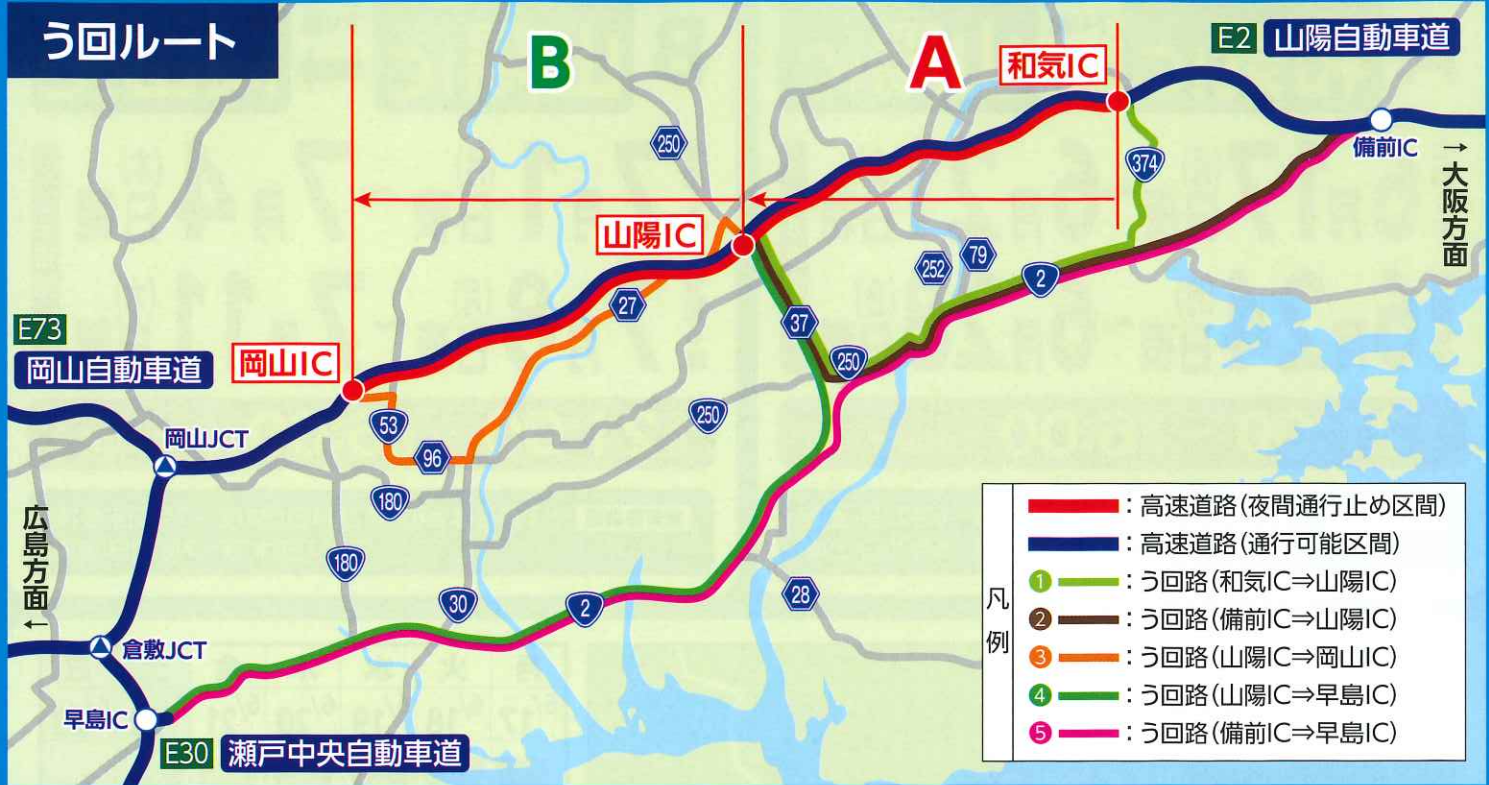 う回ルート
B
A
和気IC
E2 山陽自動車道
備前IC
→大阪方面
250
374
山陽IC
252
79
2
27
37
E73
岡山自動車道
岡山IC
250
53
250
96
岡山JCT
180
広島方面←
180
30
2
28
倉敷JCT
早島IC
E30 瀬戸中央自動車道
凡例
：高速道路(夜間通行止め区間)
：高速道路(通行可能区間)
①：う回路(和気IC⇒山陽IC)
②：う回路(備前IC⇒山陽IC)
③：う回路(山陽IC⇒岡山IC)
④：う回路(山陽IC⇒早島IC)
⑤：う回路(備前IC⇒早島IC)